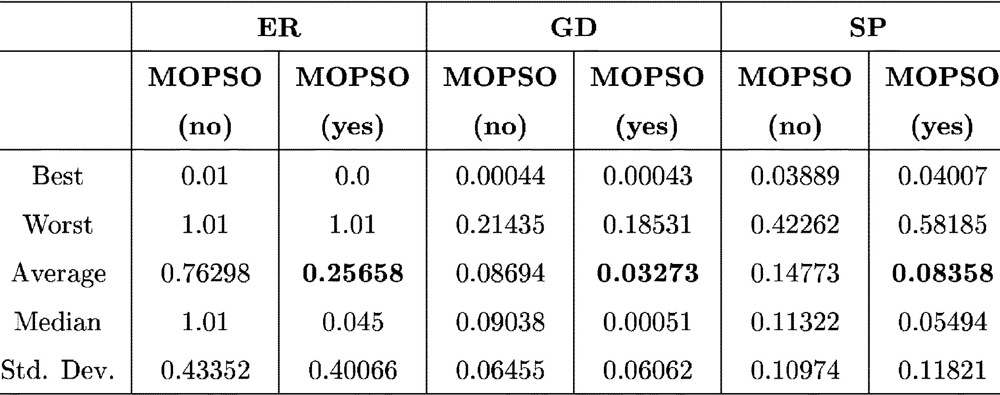 ER GD SP
MOPSO MOPSO MOPSO MOPSO MOPSO MOPSO
(no) (yes) (no) (yes) (no) (yes)
Best 0.01 0.0 0.00044 0.00043 0.03889 0.04007
Worst 1.01 1.01 0.21435 0.18531 0.42262 0.58185
Average 0.76298 0.25658 0.08694 0.03273 0.14773 0.08358
Median 1.01 0.045 0.09038 0.00051 0.11322 0.05494
Std. Dev. 0.43352 0.40066 0.06455 0.06062 0.10974 0.11821